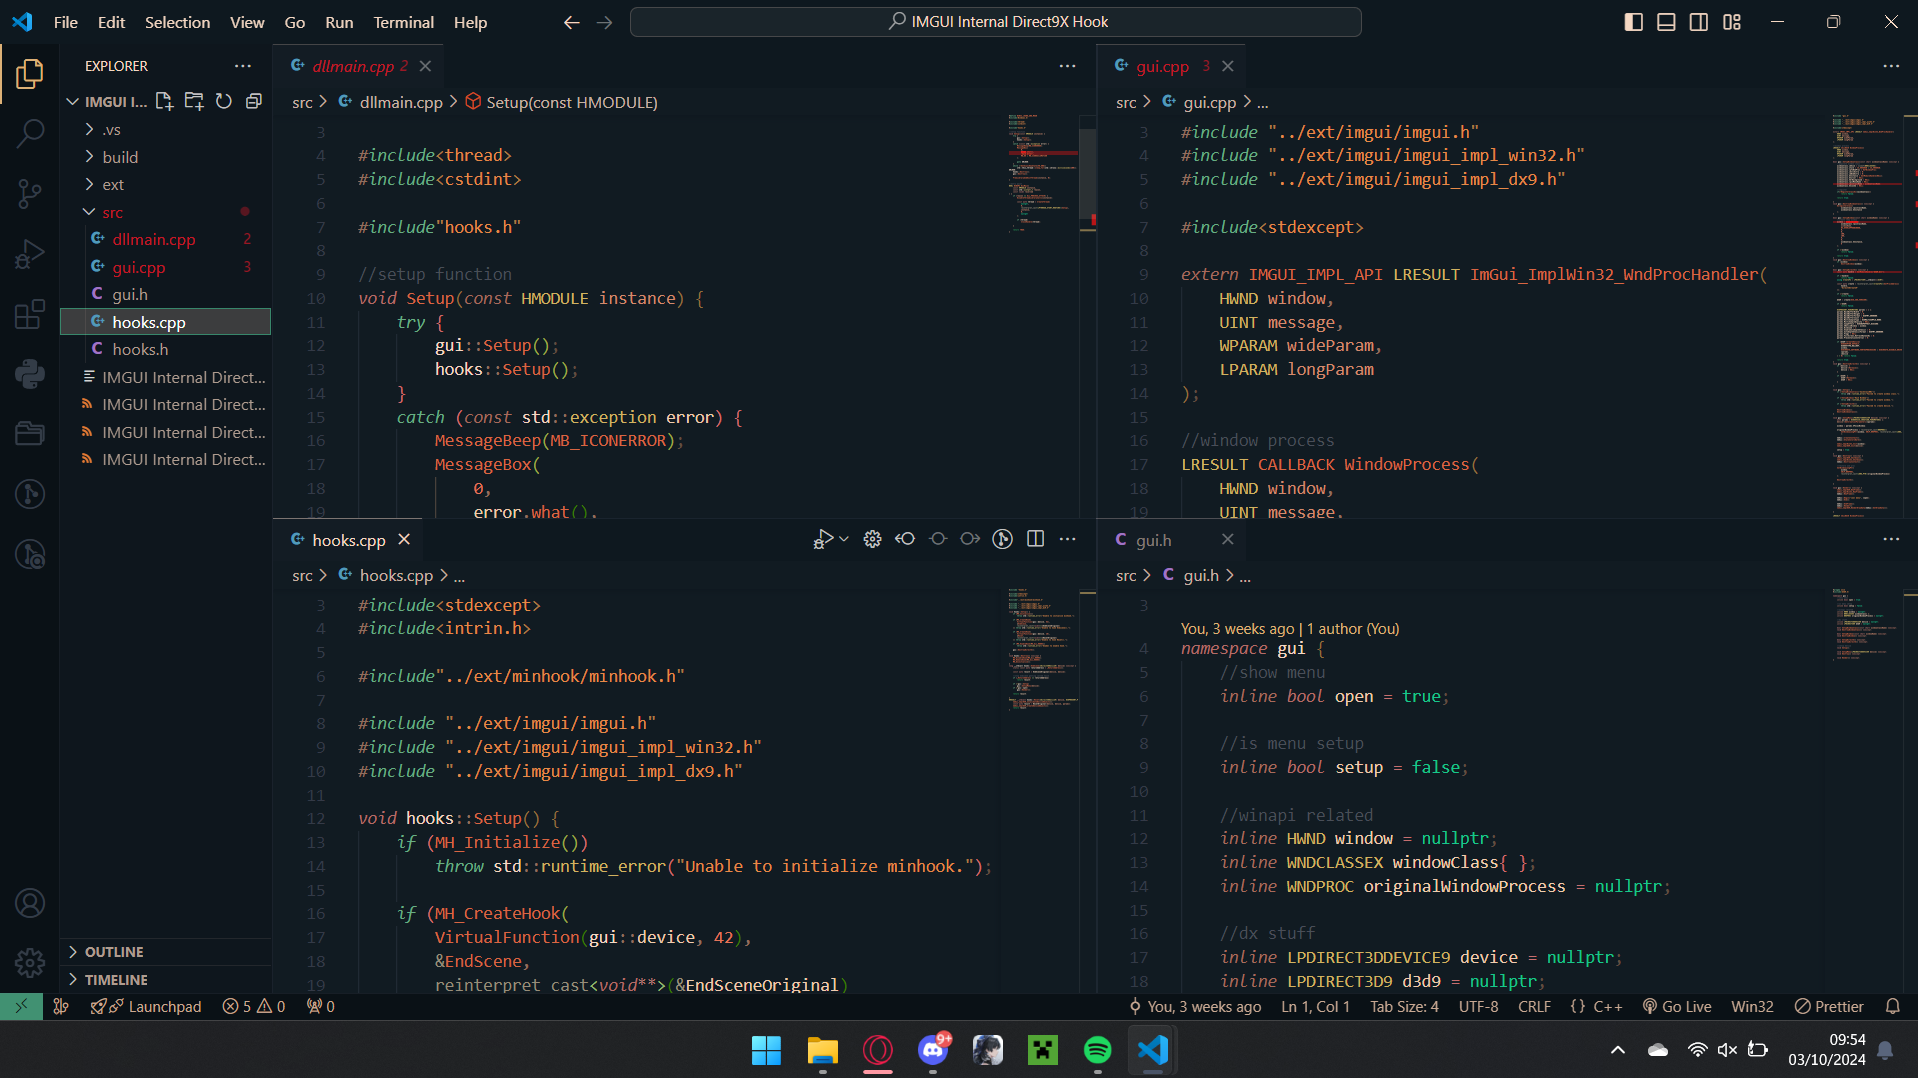 File Edit Selection View Go Run Terminal Help
IMGUI Internal Direct9X Hook
EXPLORER
IMGUI I...
.vs
build
ext
src
dllmain.cpp 2
gui.cpp 3
gui.h
hooks.cpp
hooks.h
IMGUI Internal Direct...
IMGUI Internal Direct...
IMGUI Internal Direct...
IMGUI Internal Direct...
OUTLINE
TIMELINE
dllmain.cpp 2
src > dllmain.cpp > Setup(const HMODULE)
3
4 #include<thread>
5 #include<cstdint>
6
7 #include"hooks.h"
8
9 //setup function
10 void Setup(const HMODULE instance) {
11 try {
12 gui::Setup();
13 hooks::Setup();
14 }
15 catch (const std::exception error) {
16 MessageBeep(MB_ICONERROR);
17 MessageBox(
18 0,
19 error.what(),
gui.cpp 3
src > gui.cpp > ...
3 #include "../ext/imgui/imgui.h"
4 #include "../ext/imgui/imgui_impl_win32.h"
5 #include "../ext/imgui/imgui_impl_dx9.h"
6
7 #include<stdexcept>
8
9 extern IMGUI_IMPL_API LRESULT ImGui_ImplWin32_WndProcHandler(
10 HWND window,
11 UINT message,
12 WPARAM wideParam,
13 LPARAM longParam
14 );
15
16 //window process
17 LRESULT CALLBACK WindowProcess(
18 HWND window,
19 UINT message,
hooks.cpp
src > hooks.cpp > ...
3 #include<stdexcept>
4 #include<intrin.h>
5
6 #include"../ext/minhook/minhook.h"
7
8 #include "../ext/imgui/imgui.h"
9 #include "../ext/imgui/imgui_impl_win32.h"
10 #include "../ext/imgui/imgui_impl_dx9.h"
11
12 void hooks::Setup() {
13 if (MH_Initialize())
14 throw std::runtime_error("Unable to initialize minhook.");
15
16 if (MH_CreateHook(
17 VirtualFunction(gui::device, 42),
18 &EndScene,
19 reinterpret_cast<void**>(&EndSceneOriginal)
gui.h
src > gui.h > ...
3
You, 3 weeks ago | 1 author (You)
4 namespace gui {
5 //show menu
6 inline bool open = true;
7
8 //is menu setup
9 inline bool setup = false;
10
11 //winapi related
12 inline HWND window = nullptr;
13 inline WNDCLASSEX windowClass{ };
14 inline WNDPROC originalWindowProcess = nullptr;
15
16 //dx stuff
17 inline LPDIRECT3DDEVICE9 device = nullptr;
18 inline LPDIRECT3D9 d3d9 = nullptr;
Launchpad 5 0 0
You, 3 weeks ago Ln 1, Col 1 Tab Size: 4 UTF-8 CRLF {} C++ Go Live Win32 Prettier
9+
09:54
03/10/2024